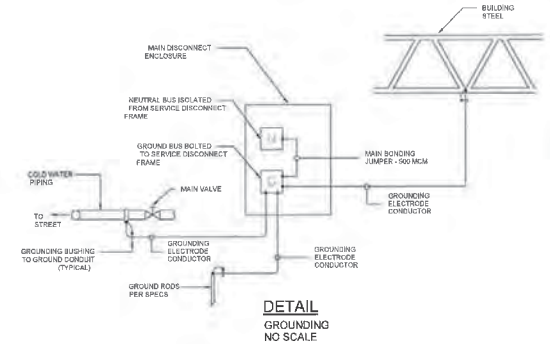 BUILDING
STEEL
MAIN DISCONNECT
ENCLOSURE
NEUTRAL BUS ISOLATED
FROM SERVICE DISCONNECT
FRAME
N
GROUND BUS BOLTED
TO SERVICE DISCONNECT
FRAME
G
MAIN BONDING
JUMPER - 500 MCM
COLD WATER
PIPING
MAIN VALVE
TO
STREET
GROUNDING
ELECTRODE
CONDUCTOR
GROUNDING BUSHING
TO GROUND CONDUIT
(TYPICAL)
GROUNDING
ELECTRODE
CONDUCTOR
GROUNDING
ELECTRODE
CONDUCTOR
GROUND RODS
PER SPECS
DETAIL
GROUNDING
NO SCALE